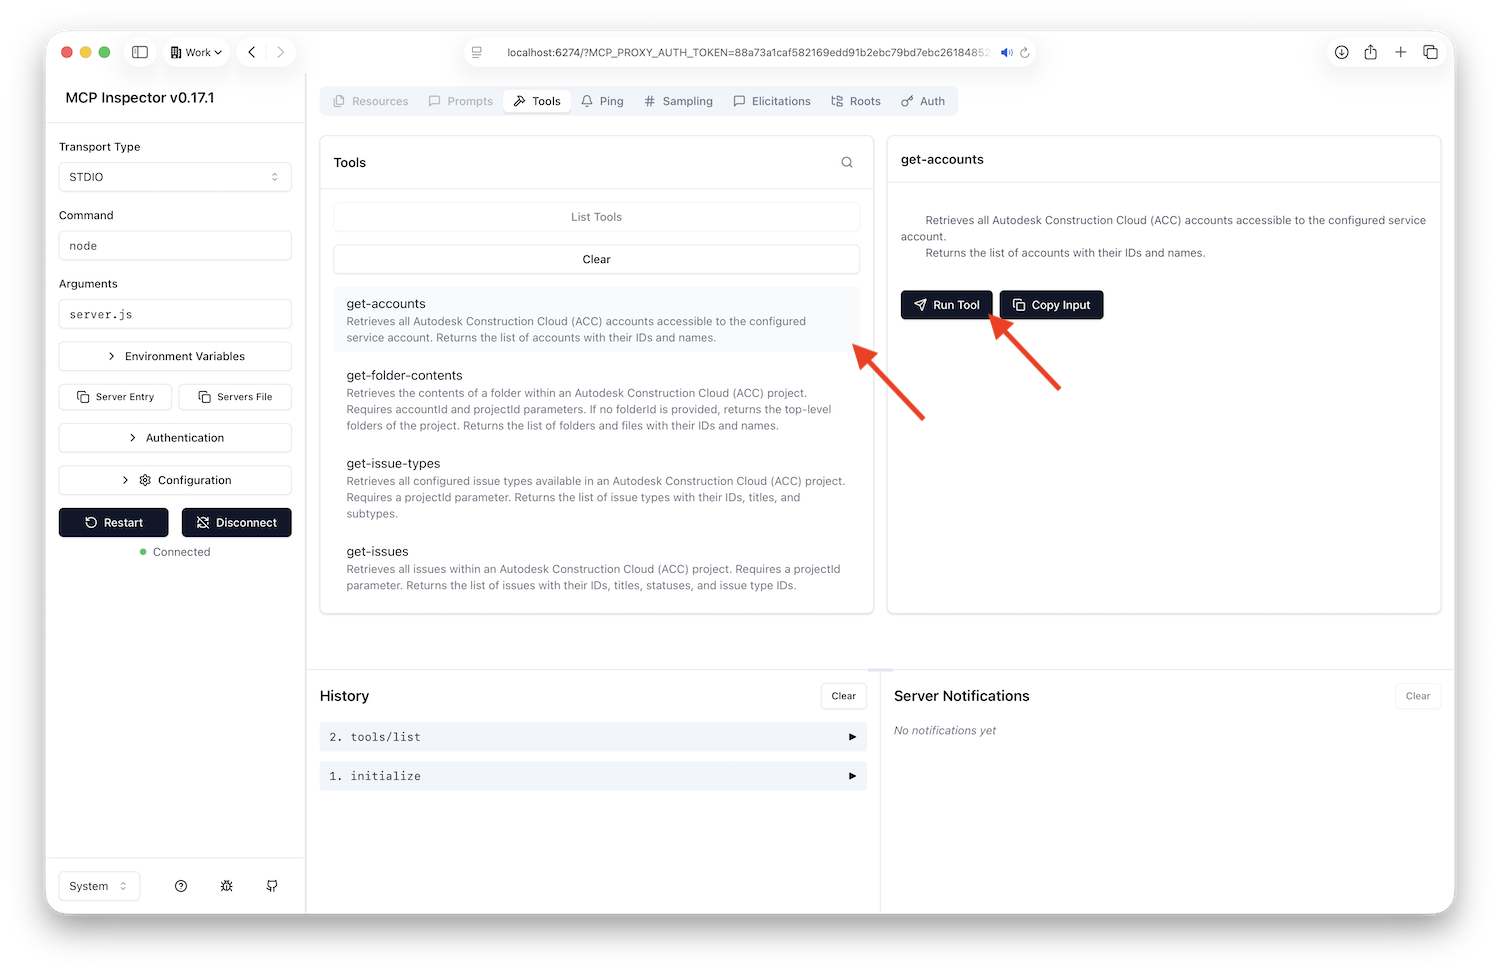 Work
localhost:6274/?MCP_PROXY_AUTH_TOKEN=88a73a1caf582169edd91b2ebc79bd7ebc26184852
MCP Inspector v0.17.1
Transport Type
STDIO
Command
node
Arguments
server.js
Environment Variables
Server Entry
Servers File
Authentication
Configuration
Restart
Disconnect
Connected
System
Resources
Prompts
Tools
Ping
Sampling
Elicitations
Roots
Auth
Tools
List Tools
Clear
get-accounts
Retrieves all Autodesk Construction Cloud (ACC) accounts accessible to the configured
service account. Returns the list of accounts with their IDs and names.
get-folder-contents
Retrieves the contents of a folder within an Autodesk Construction Cloud (ACC) project.
Requires accountId and projectId parameters. If no folderId is provided, returns the top-level
folders of the project. Returns the list of folders and files with their IDs and names.
get-issue-types
Retrieves all configured issue types available in an Autodesk Construction Cloud (ACC) project.
Requires a projectId parameter. Returns the list of issue types with their IDs, titles, and
subtypes.
get-issues
Retrieves all issues within an Autodesk Construction Cloud (ACC) project. Requires a projectId
parameter. Returns the list of issues with their IDs, titles, statuses, and issue type IDs.
get-accounts
Retrieves all Autodesk Construction Cloud (ACC) accounts accessible to the configured service
account.
Returns the list of accounts with their IDs and names.
Run Tool
Copy Input
History
Clear
2. tools/list
1. initialize
Server Notifications
Clear
No notifications yet